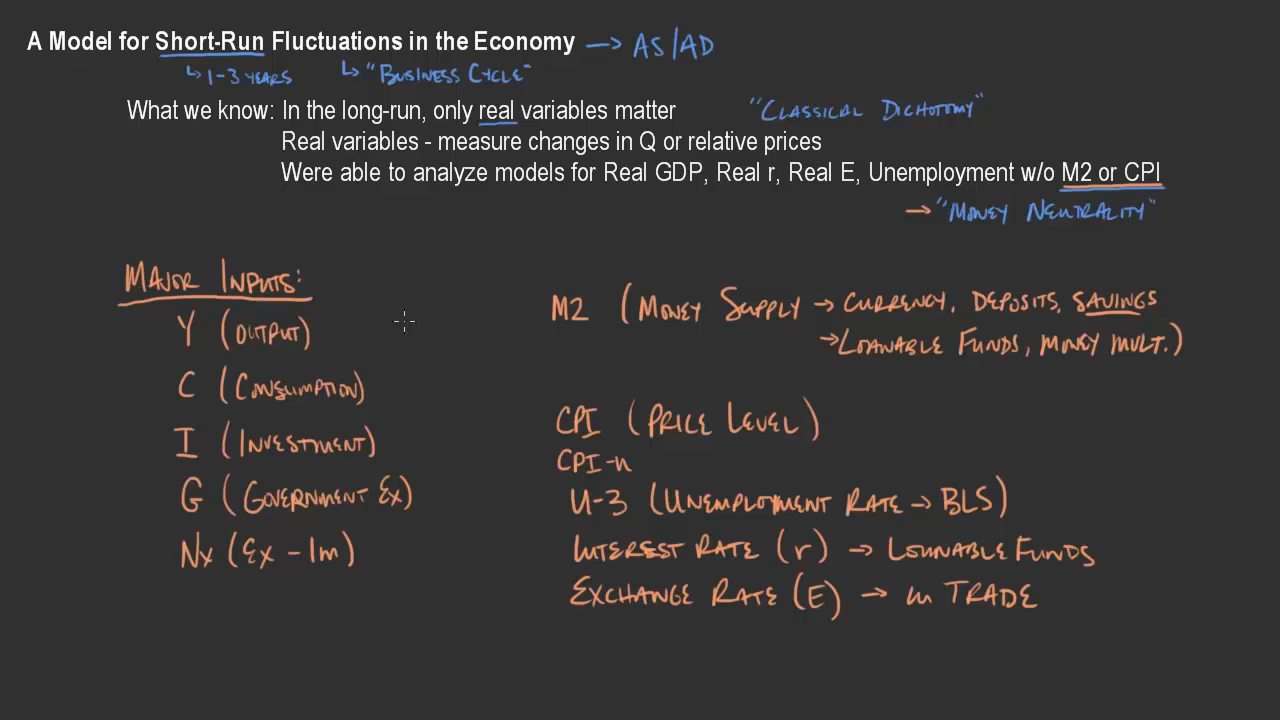 A Model for Short-Run Fluctuations in the Economy → AS/AD
↳ 1-3 YEARS ↳ "BUSINESS CYCLE"
What we know: In the long-run, only real variables matter "CLASSICAL DICHOTOMY"
Real variables - measure changes in Q or relative prices
Were able to analyze models for Real GDP, Real r, Real E, Unemployment w/o M2 or CPI
→ "MONEY NEUTRALITY"
MAJOR INPUTS:
Y (OUTPUT)
C (CONSUMPTION)
I (INVESTMENT)
G (GOVERNMENT EX)
NX (EX - IM)
M2 (MONEY SUPPLY → CURRENCY, DEPOSITS, SAVINGS
→ LOANABLE FUNDS, MONEY MULT.)
CPI (PRICE LEVEL)
CPI-u
U-3 (UNEMPLOYMENT RATE → BLS)
INTEREST RATE (r) → LOANABLE FUNDS
EXCHANGE RATE (E) → in TRADE